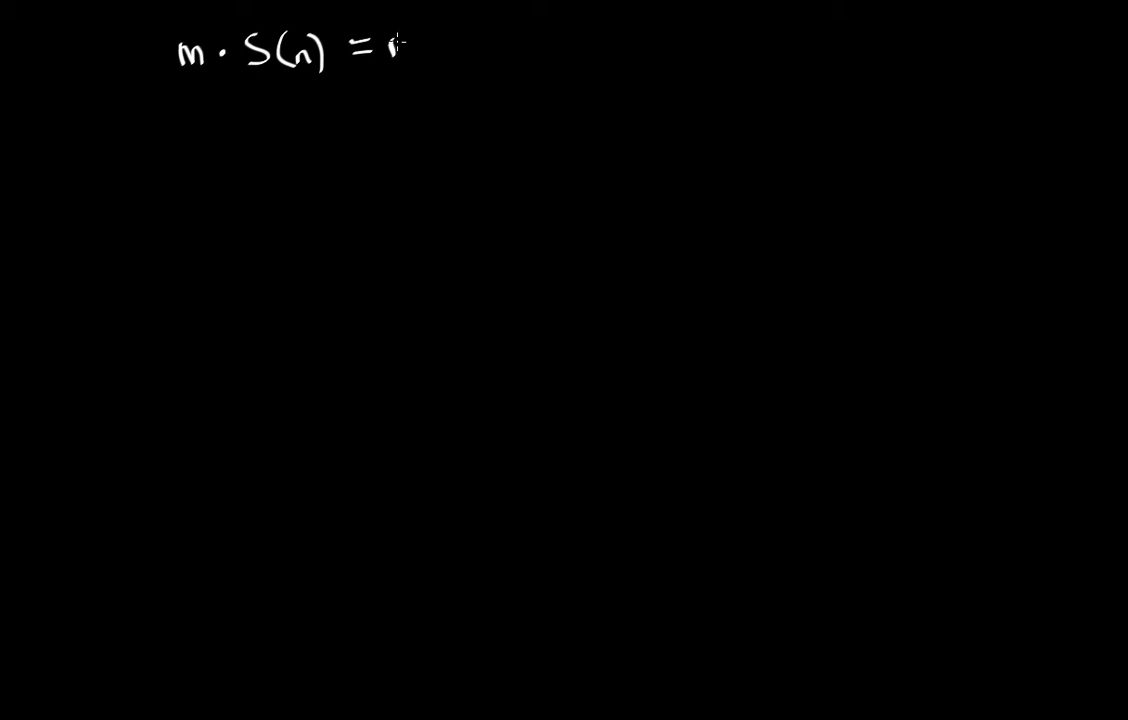 m · S(n) =